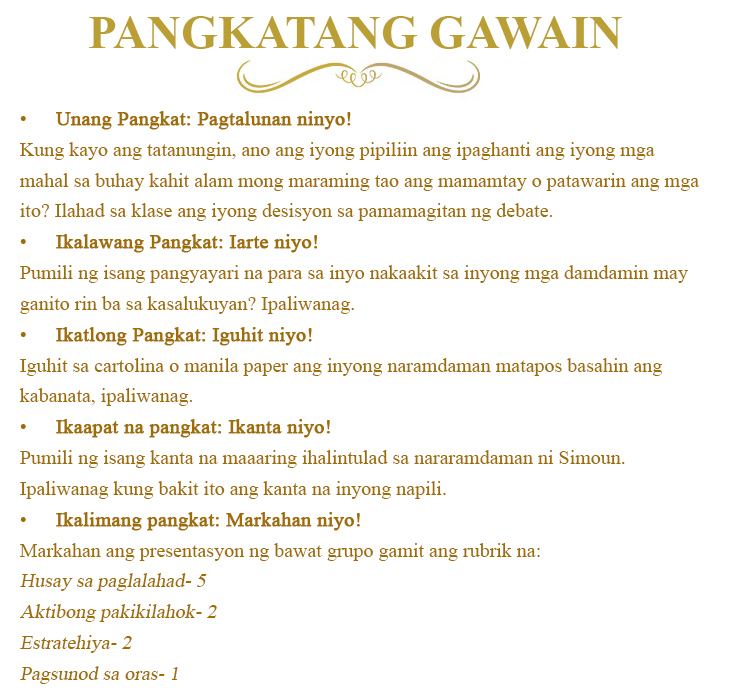 PANGKATANG GAWAIN
• Unang Pangkat: Pagtalunan ninyo!
Kung kayo ang tatanungin, ano ang iyong pipiliin ang ipaghanti ang iyong mga
mahal sa buhay kahit alam mong maraming tao ang mamamtay o patawarin ang mga
ito? Ilahad sa klase ang iyong desisyon sa pamamagitan ng debate.
• Ikalawang Pangkat: Iarte niyo!
Pumili ng isang pangyayari na para sa inyo nakaakit sa inyong mga damdamin may
ganito rin ba sa kasalukuyan? Ipaliwanag.
• Ikatlong Pangkat: Iguhit niyo!
Iguhit sa cartolina o manila paper ang inyong naramdaman matapos basahin ang
kabanata, ipaliwanag.
• Ikaapat na pangkat: Ikanta niyo!
Pumili ng isang kanta na maaaring ihalintulad sa nararamdaman ni Simoun.
Ipaliwanag kung bakit ito ang kanta na inyong napili.
• Ikalimang pangkat: Markahan niyo!
Markahan ang presentasyon ng bawat grupo gamit ang rubrik na:
Husay sa paglalahad- 5
Aktibong pakikilahok- 2
Estratehiya- 2
Pagsunod sa oras- 1